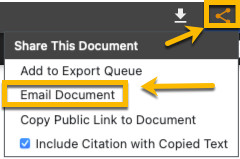 Share This Document
Add to Export Queue
Email Document
Copy Public Link to Document
Include Citation with Copied Text